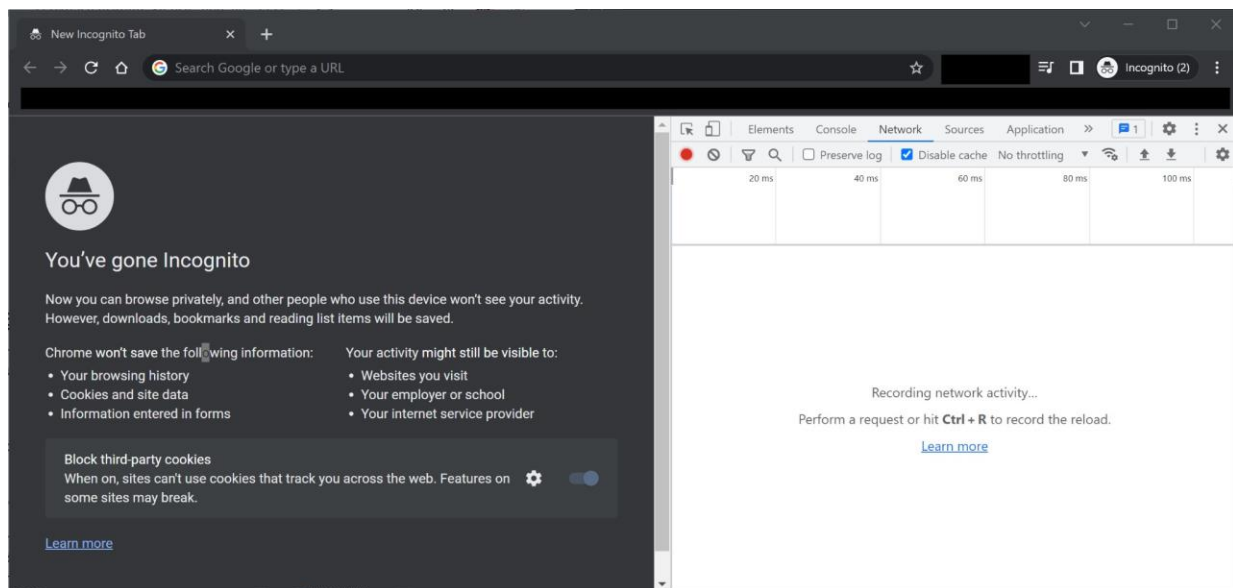 New Incognito Tab
Search Google or type a URL
Incognito (2)
Elements Console Network Sources Application 1
Preserve log Disable cache No throttling
20 ms 40 ms 60 ms 80 ms 100 ms
You've gone Incognito
Now you can browse privately, and other people who use this device won't see your activity.
However, downloads, bookmarks and reading list items will be saved.
Chrome won't save the following information:
• Your browsing history
• Cookies and site data
• Information entered in forms
Your activity might still be visible to:
• Websites you visit
• Your employer or school
• Your internet service provider
Block third-party cookies
When on, sites can't use cookies that track you across the web. Features on
some sites may break.
Learn more
Recording network activity...
Perform a request or hit Ctrl + R to record the reload.
Learn more